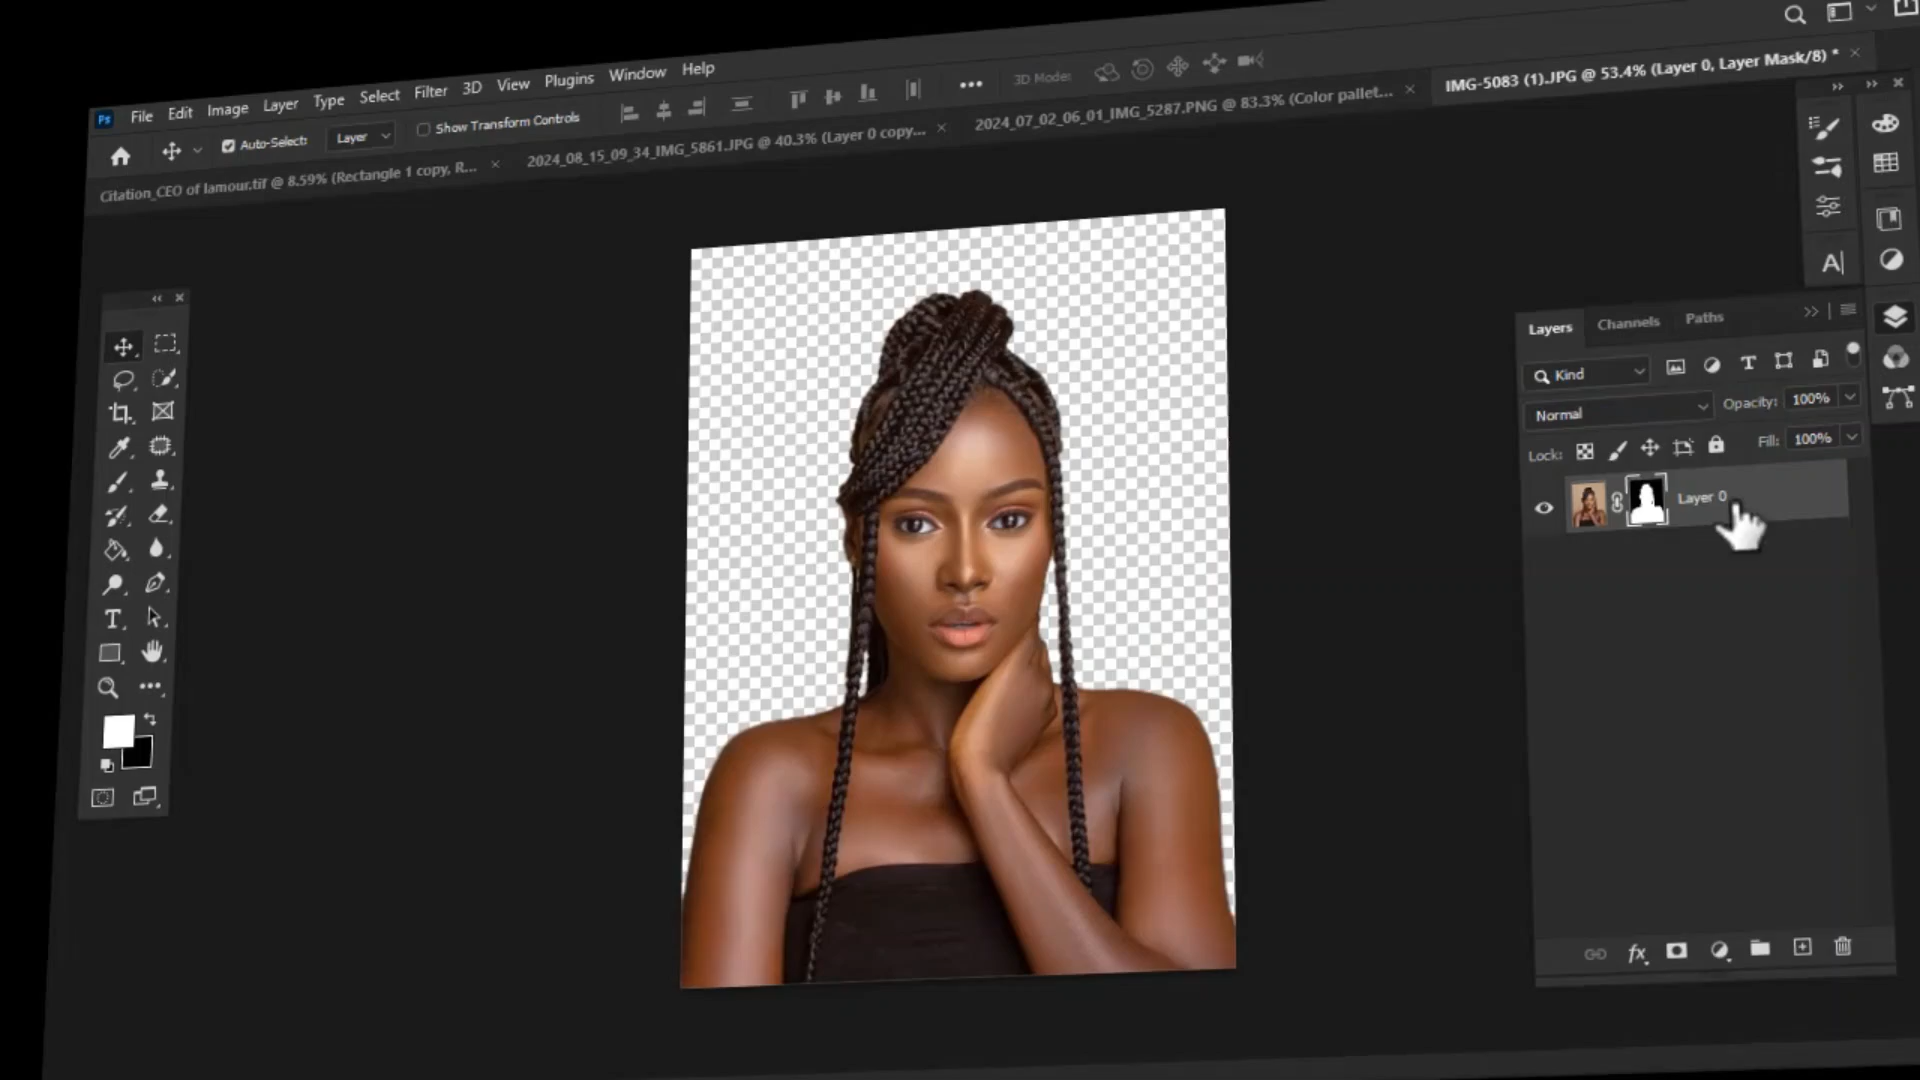 Ps File Edit Image Layer Type Select Filter 3D View Plugins Window Help
Auto-Select: Layer Show Transform Controls 3D Mode:
Citation_CEO of lamour.tif @ 8.59% (Rectangle 1 copy, R... × 2024_08_15_09_34_IMG_5861.JPG @ 40.3% (Layer 0 copy... × 2024_07_02_06_01_IMG_5287.PNG @ 83.3% (Color pallet... × IMG-5083 (1).JPG @ 53.4% (Layer 0, Layer Mask/8) * ×
Layers Channels Paths
Kind
Normal Opacity: 100%
Lock: Fill: 100%
Layer 0
fx